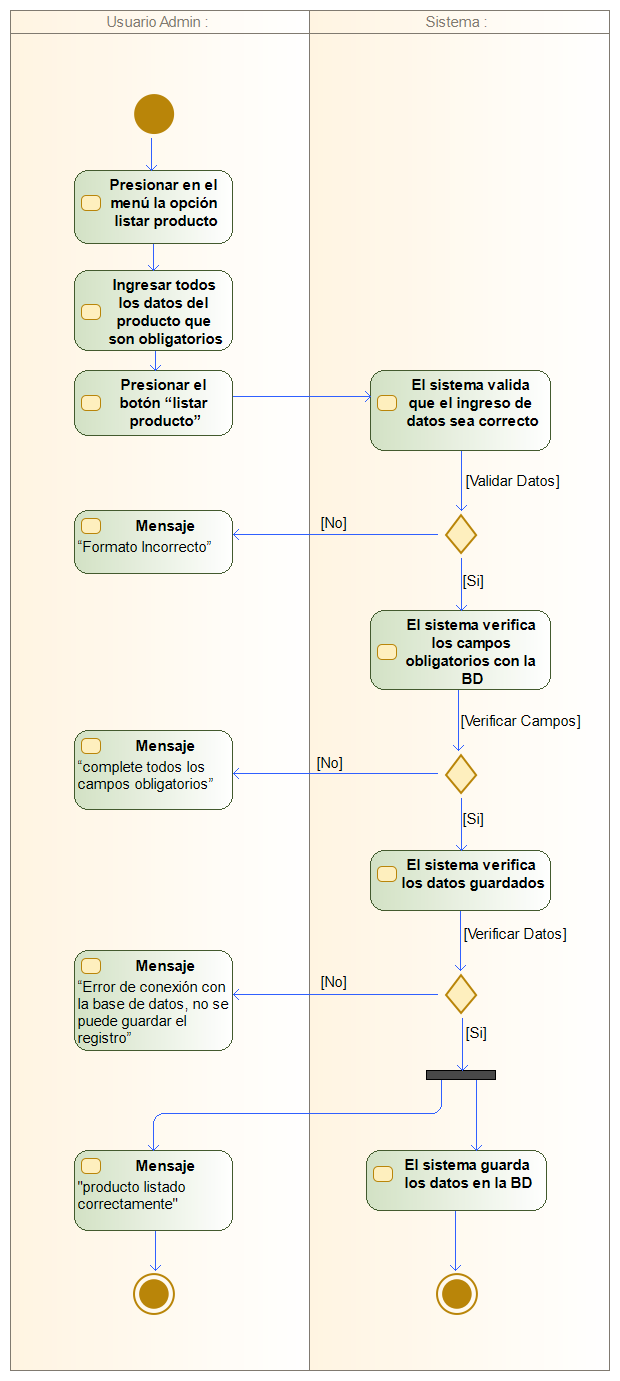 Usuario Admin :
Sistema :
Presionar en el
menú la opción
listar producto
Ingresar todos
los datos del
producto que
son obligatorios
Presionar el
botón “listar
producto”
El sistema valida
que el ingreso de
datos sea correcto
[Validar Datos]
[No]
Mensaje
“Formato Incorrecto”
[Si]
El sistema verifica
los campos
obligatorios con la
BD
[Verificar Campos]
[No]
Mensaje
“complete todos los
campos obligatorios”
[Si]
El sistema verifica
los datos guardados
[Verificar Datos]
[No]
Mensaje
“Error de conexión con
la base de datos, no se
puede guardar el
registro”
[Si]
Mensaje
"producto listado
correctamente"
El sistema guarda
los datos en la BD